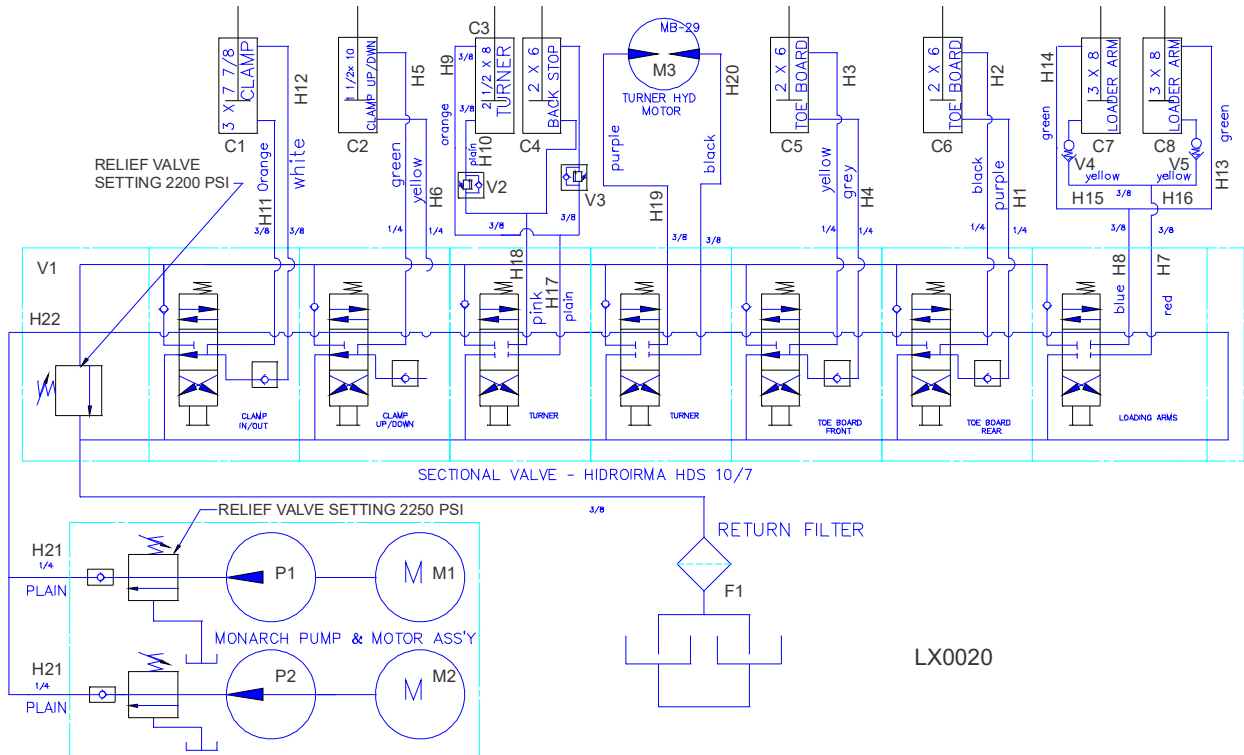 C1
3 X 7 7/8
CLAMP
H12
H11 Orange
white
3/8
3/8
C2
1 1/2x 10
CLAMP UP/DOWN
H5
green
yellow
H6
1/4
1/4
C3
H9
3/8
3/8
2 1/2 X 8
TURNER
orange
plain
H10
V2
2 X 6
BACK STOP
C4
V3
3/8
3/8
MB-29
M3
TURNER HYD
MOTOR
purple
black
H20
H19
3/8
3/8
2 X 6
TOE BOARD
C5
H3
yellow
grey
H4
1/4
1/4
2 X 6
TOE BOARD
C6
H2
black
purple
H1
1/4
1/4
H14
green
3 X 8
LOADER ARM
C7
3 X 8
LOADER ARM
C8
green
H13
V4
V5
yellow
yellow
3/8
H15
H16
RELIEF VALVE
SETTING 2200 PSI
V1
H22
H18
pink
H17
plain
H8
blue
H7
red
CLAMP
IN/OUT
CLAMP
UP/DOWN
TURNER
TURNER
TOE BOARD
FRONT
TOE BOARD
REAR
LOADING ARMS
SECTIONAL VALVE - HIDROIRMA HDS 10/7
RELIEF VALVE SETTING 2250 PSI
3/8
RETURN FILTER
F1
H21
1/4
PLAIN
P1
M
M1
MONARCH PUMP & MOTOR ASS'Y
H21
1/4
PLAIN
P2
M
M2
LX0020